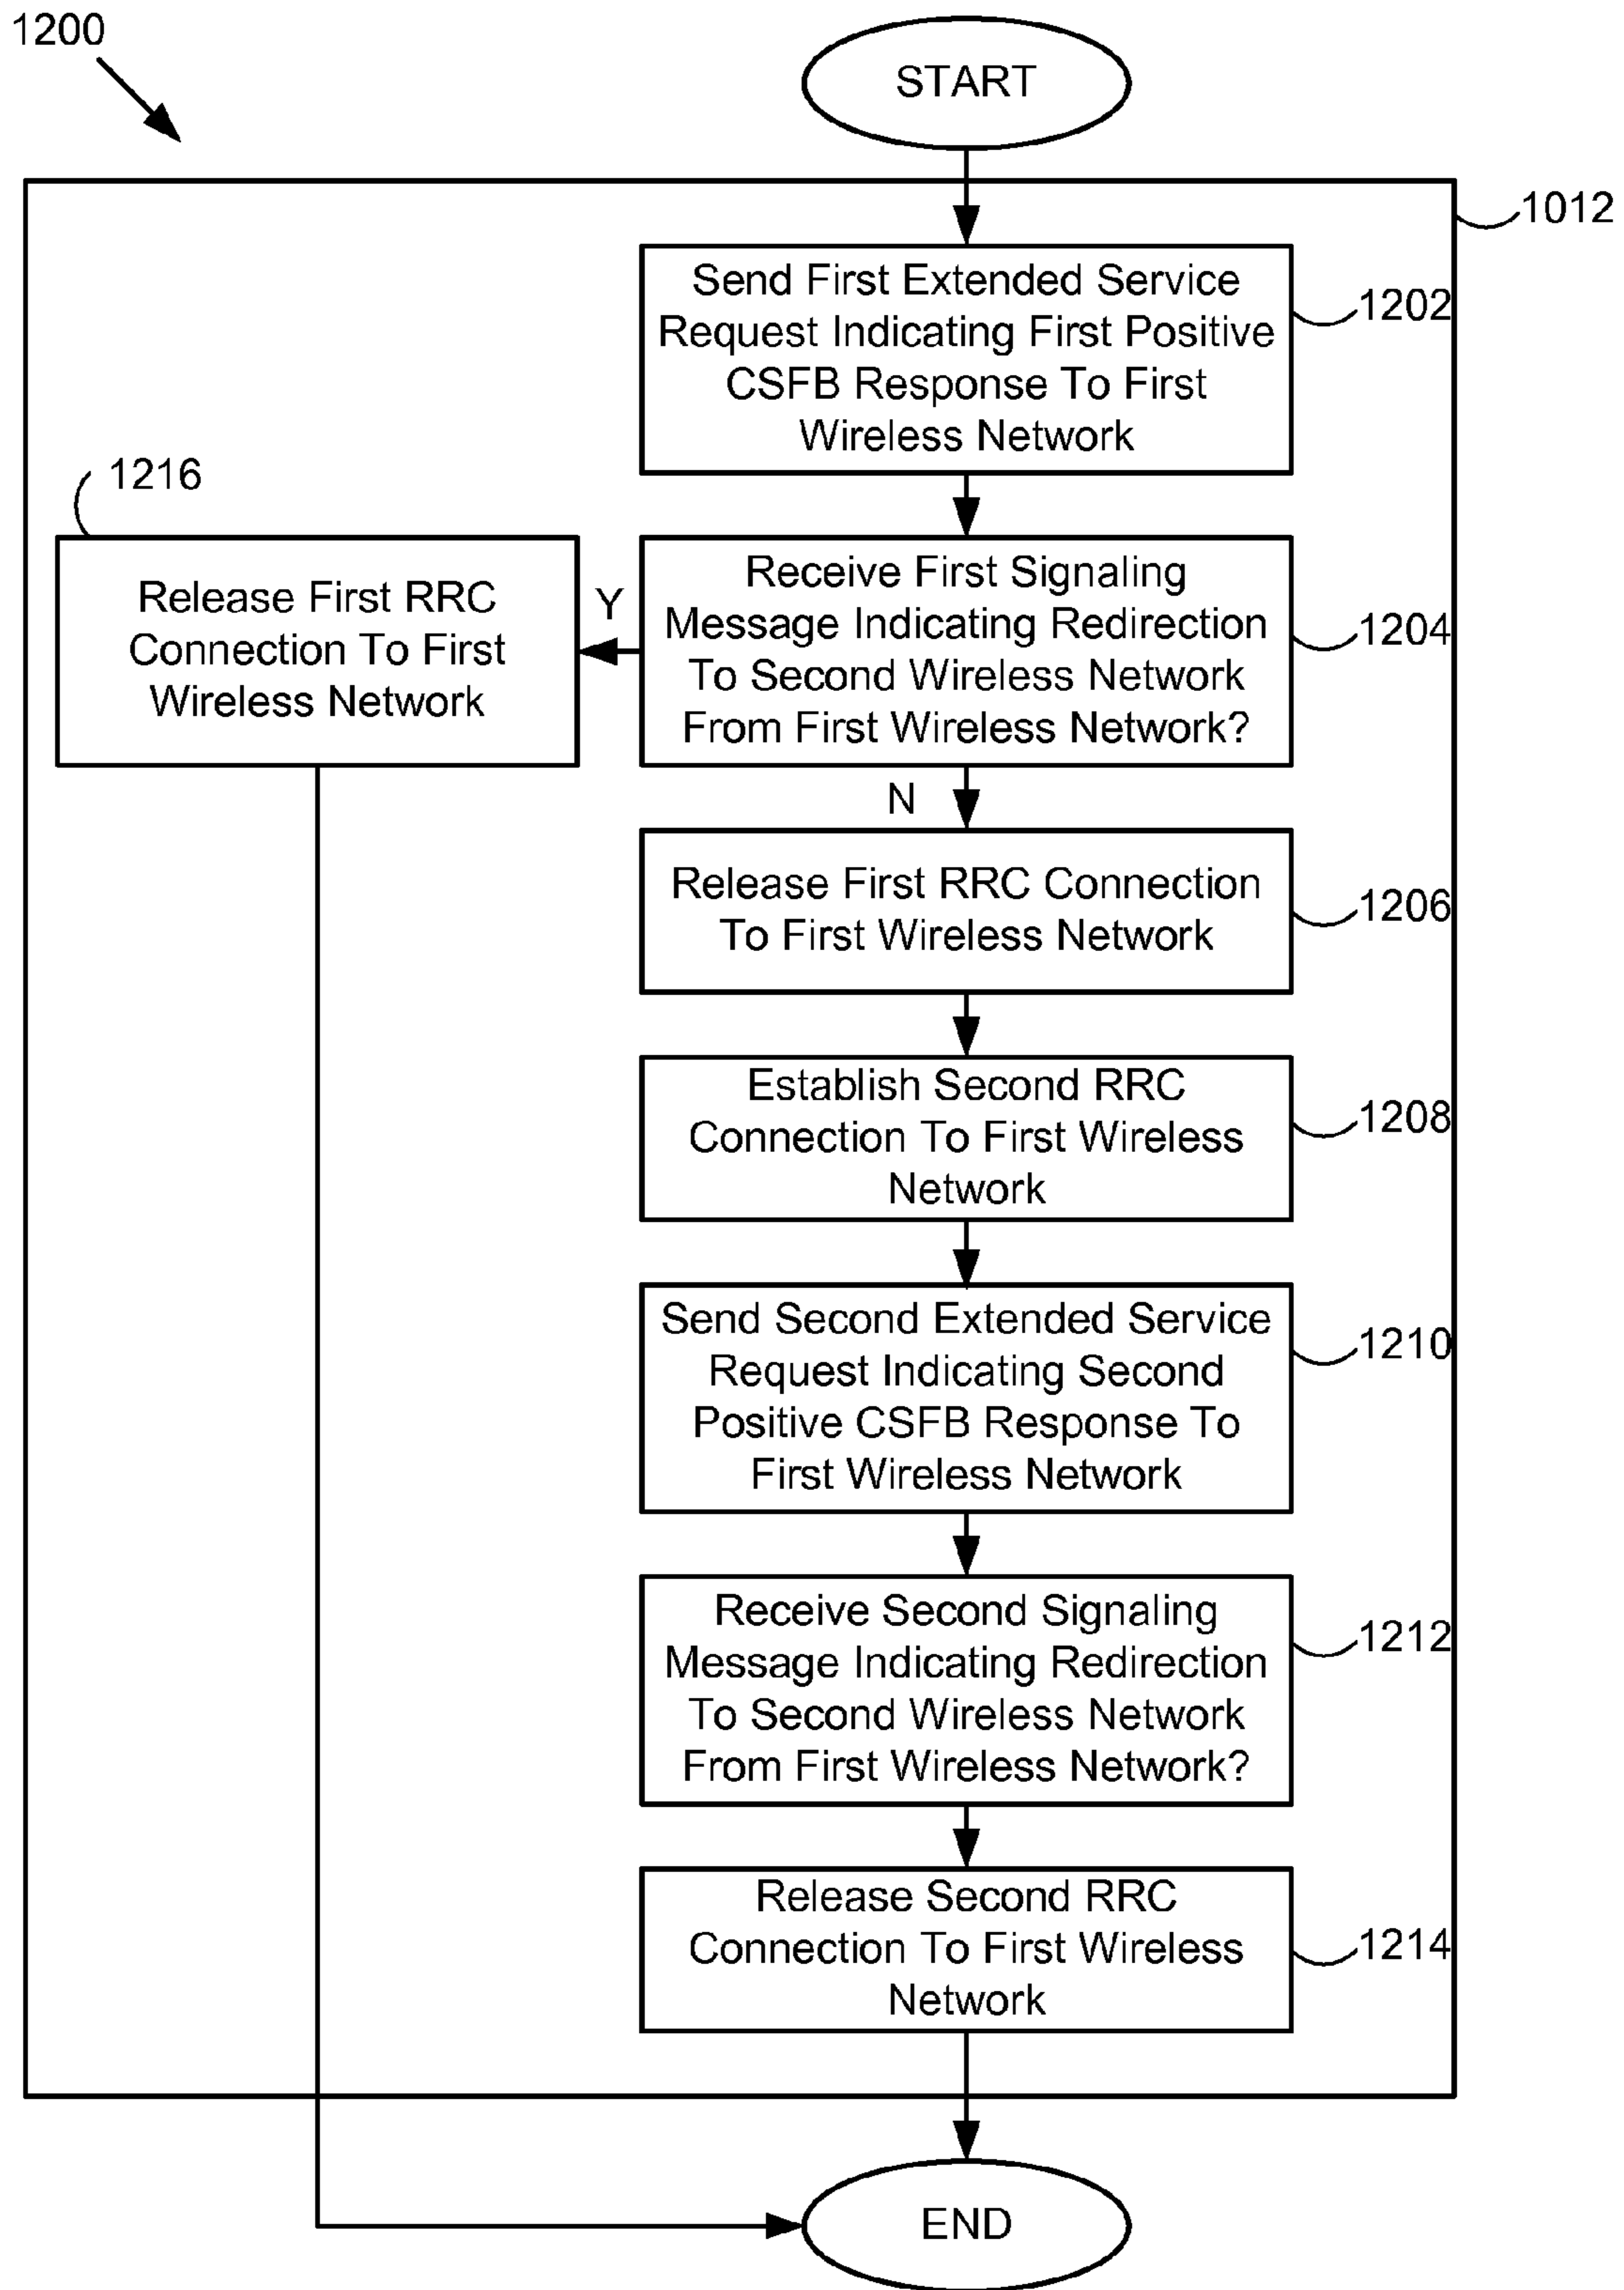 1200
START
1012
Send First Extended Service
Request Indicating First Positive
CSFB Response To First
Wireless Network
1202
1216
Release First RRC
Connection To First
Wireless Network
Y
Receive First Signaling
Message Indicating Redirection
To Second Wireless Network
From First Wireless Network?
1204
N
Release First RRC Connection
To First Wireless Network
1206
Establish Second RRC
Connection To First Wireless
Network
1208
Send Second Extended Service
Request Indicating Second
Positive CSFB Response To
First Wireless Network
1210
Receive Second Signaling
Message Indicating Redirection
To Second Wireless Network
From First Wireless Network?
1212
Release Second RRC
Connection To First Wireless
Network
1214
END